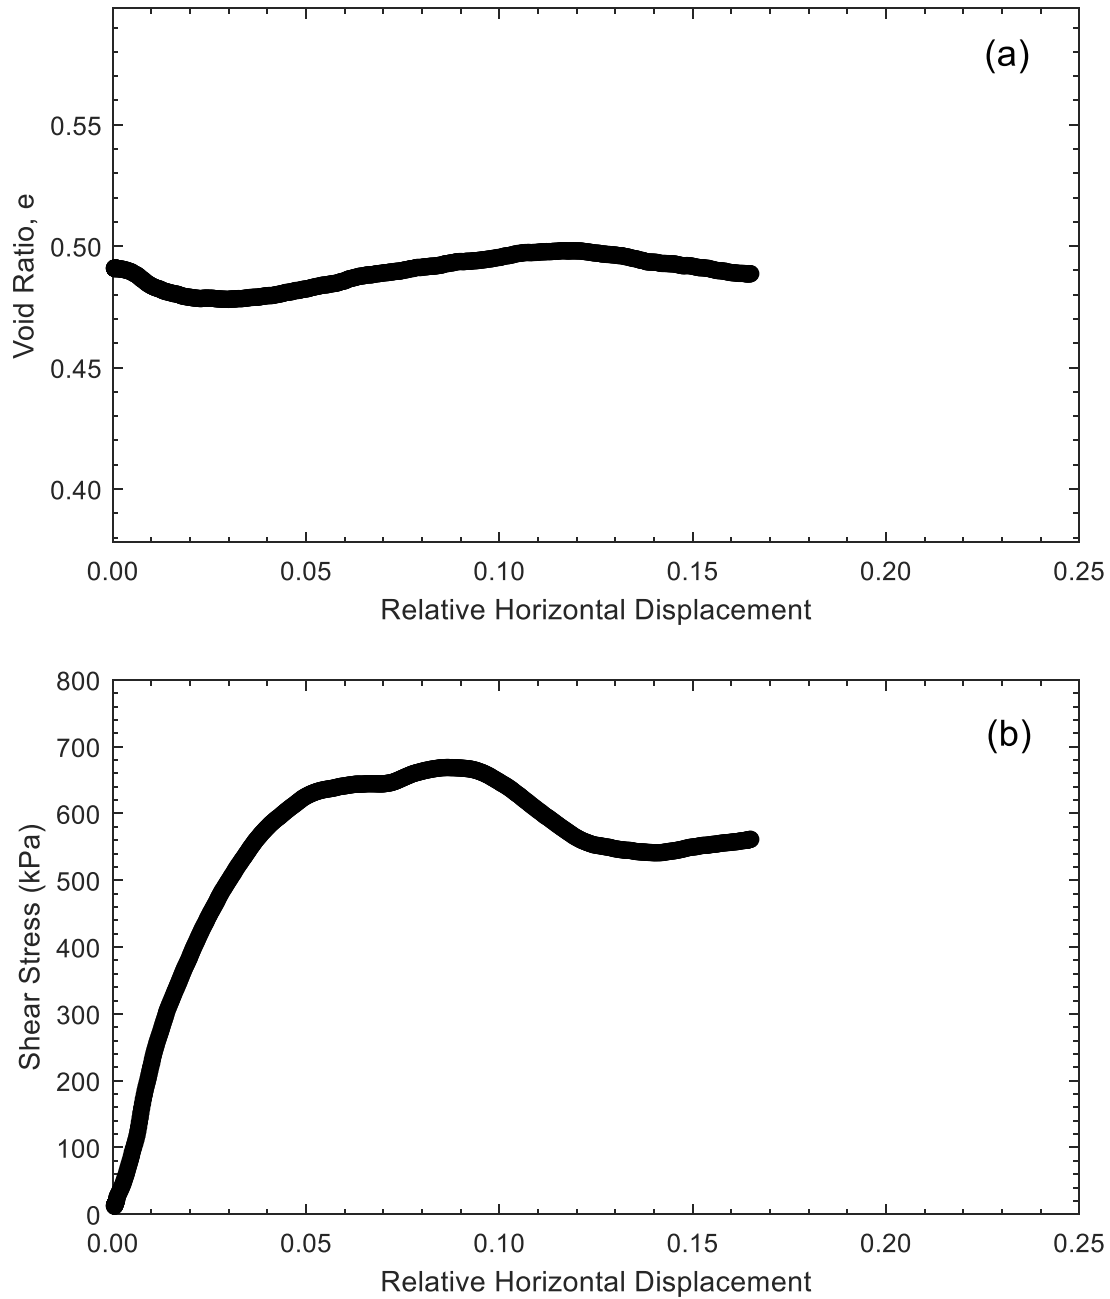 (a)
0.55
0.50
0.45
0.40
Void Ratio, e
0.00 0.05 0.10 0.15 0.20 0.25
Relative Horizontal Displacement
800
(b)
700
600
500
400
300
200
100
0
Shear Stress (kPa)
0.00 0.05 0.10 0.15 0.20 0.25
Relative Horizontal Displacement